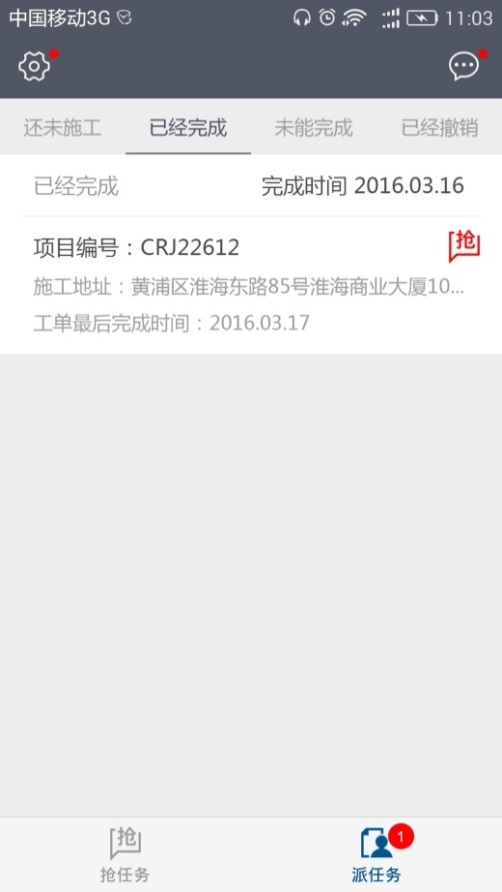 中国移动3G 11:03
还未施工 已经完成 未能完成 已经撤销
已经完成 完成时间 2016.03.16
项目编号：CRJ22612 抢
施工地址：黄浦区淮海东路85号淮海商业大厦10...
工单最后完成时间：2016.03.17
抢 1
抢任务 派任务